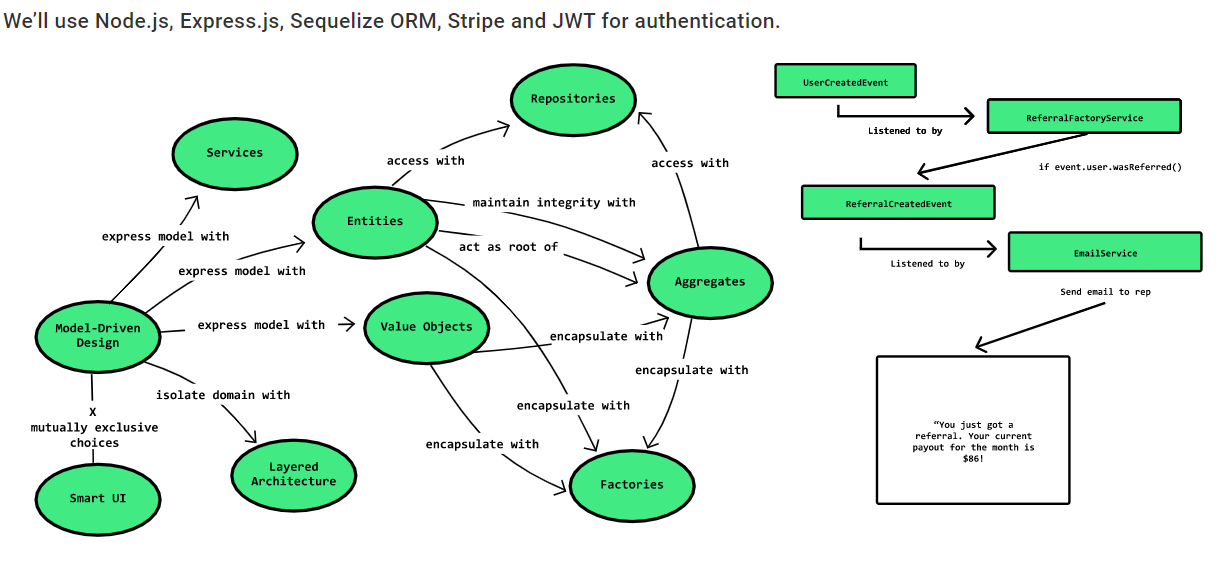 We'll use Node.js, Express.js, Sequelize ORM, Stripe and JWT for authentication.
Repositories
Services
access with
access with
Entities
maintain integrity with
express model with
act as root of
express model with
Aggregates
Model-Driven
Design
express model with
Value Objects
encapsulate with
encapsulate with
isolate domain with
encapsulate with
X
mutually exclusive
choices
encapsulate with
Layered
Architecture
Smart UI
Factories
UserCreatedEvent
Listened to by
ReferralFactoryService
if event.user.wasReferred()
ReferralCreatedEvent
Listened to by
EmailService
Send email to rep
“You just got a
referral. Your current
payout for the month is
$86!